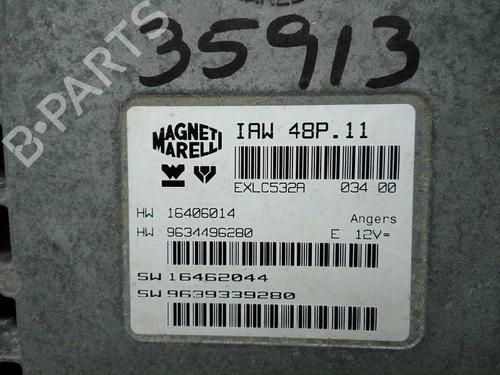 B-PARTS
35913
MAGNETI
MARELLI
IAW 48P.11
EXLC532A 034 00
HW 16406014 Angers
HW 9634496280 E 12V=
SW 16462044
SW 9639339280